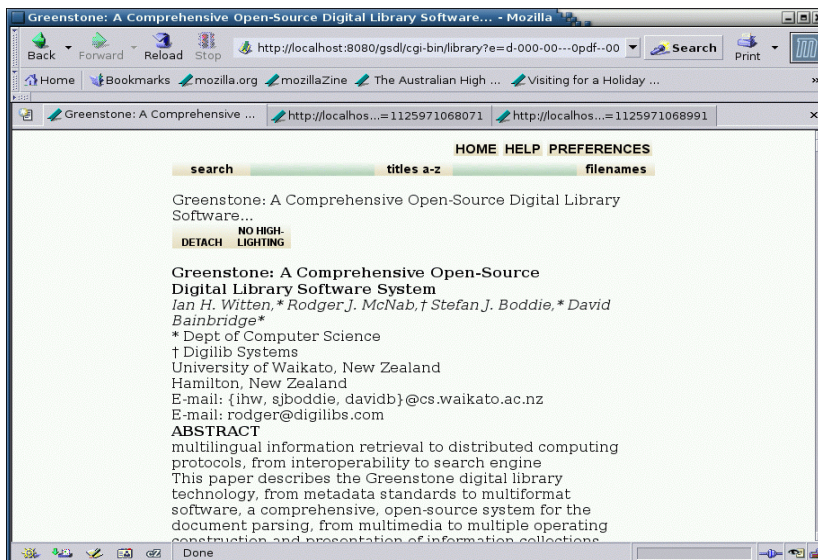 Greenstone: A Comprehensive Open-Source Digital Library Software... - Mozilla
Back Forward Reload Stop http://localhost:8080/gsdl/cgi-bin/library?e=d-000-00---0pdf--00 Search Print
Home Bookmarks mozilla.org mozillaZine The Australian High ... Visiting for a Holiday ...
Greenstone: A Comprehensive ... http://localhos...=1125971068071 http://localhos...=1125971068991
HOME HELP PREFERENCES
search titles a-z filenames
Greenstone: A Comprehensive Open-Source Digital Library
Software...
DETACH NO HIGH-
LIGHTING
Greenstone: A Comprehensive Open-Source
Digital Library Software System
Ian H. Witten,* Rodger J. McNab,† Stefan J. Boddie,* David
Bainbridge*
* Dept of Computer Science
† Digilib Systems
University of Waikato, New Zealand
Hamilton, New Zealand
E-mail: {ihw, sjboddie, davidb}@cs.waikato.ac.nz
E-mail: rodger@digilibs.com
ABSTRACT
multilingual information retrieval to distributed computing
protocols, from interoperability to search engine
This paper describes the Greenstone digital library
technology, from metadata standards to multiformat
software, a comprehensive, open-source system for the
document parsing, from multimedia to multiple operating
construction and presentation of information collections
Done